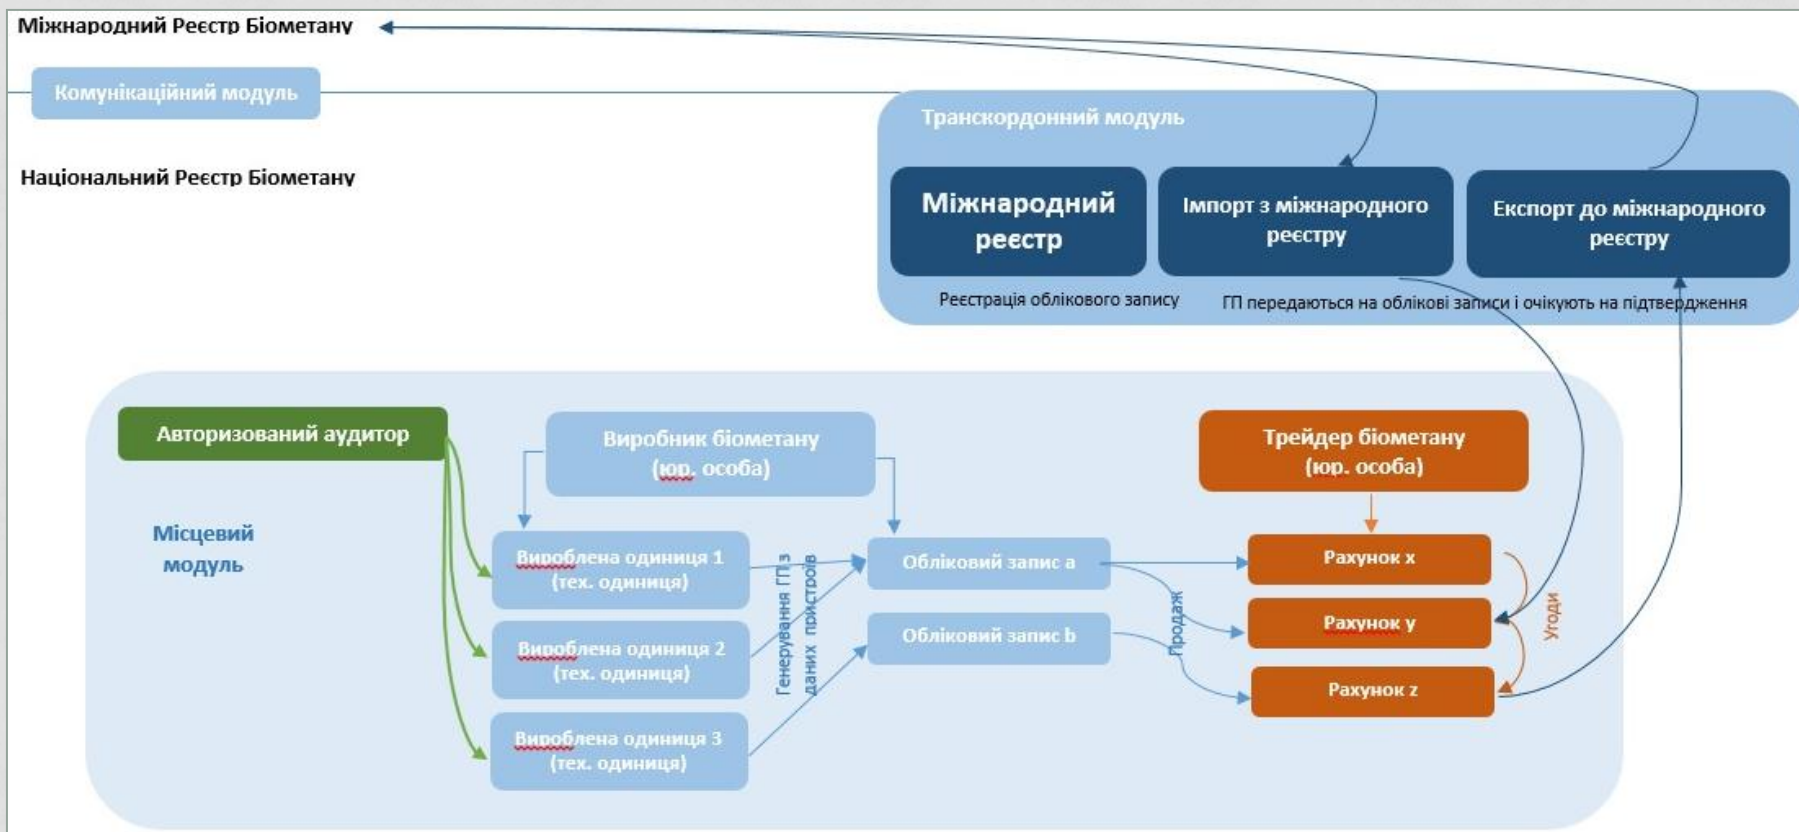 Міжнародний Реєстр Біометану
Комунікаційний модуль
Національний Реєстр Біометану
Транскордонний модуль
Міжнародний
реєстр
Імпорт з міжнародного
реєстру
Експорт до міжнародного
реєстру
Реєстрація облікового запису
ГП передаються на облікові записи і очікують на підтвердження
Авторизований аудитор
Місцевий
модуль
Виробник біометану
(юр. особа)
Трейдер біометану
(юр. особа)
Вироблена одиниця 1
(тех. одиниця)
Вироблена одиниця 2
(тех. одиниця)
Вироблена одиниця 3
(тех. одиниця)
Генерування ГП з
даних пристроїв
Обліковий запис a
Обліковий запис b
Продаж
Рахунок x
Рахунок y
Рахунок z
Угоди